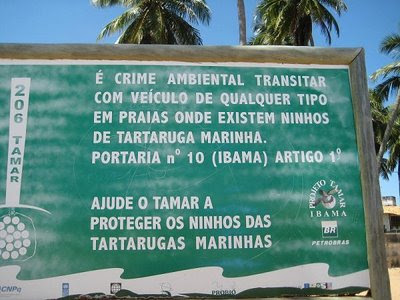 É CRIME AMBIENTAL TRANSITAR
COM VEÍCULO DE QUALQUER TIPO
EM PRAIAS ONDE EXISTEM NINHOS
DE TARTARUGA MARINHA.
PORTARIA nº 10 (IBAMA) ARTIGO 1º
AJUDE O TAMAR A
PROTEGER OS NINHOS DAS
TARTARUGAS MARINHAS
206
TAMAR
PROJETO TAMAR
IBAMA
BR
PETROBRAS
CNPq
PROBIO